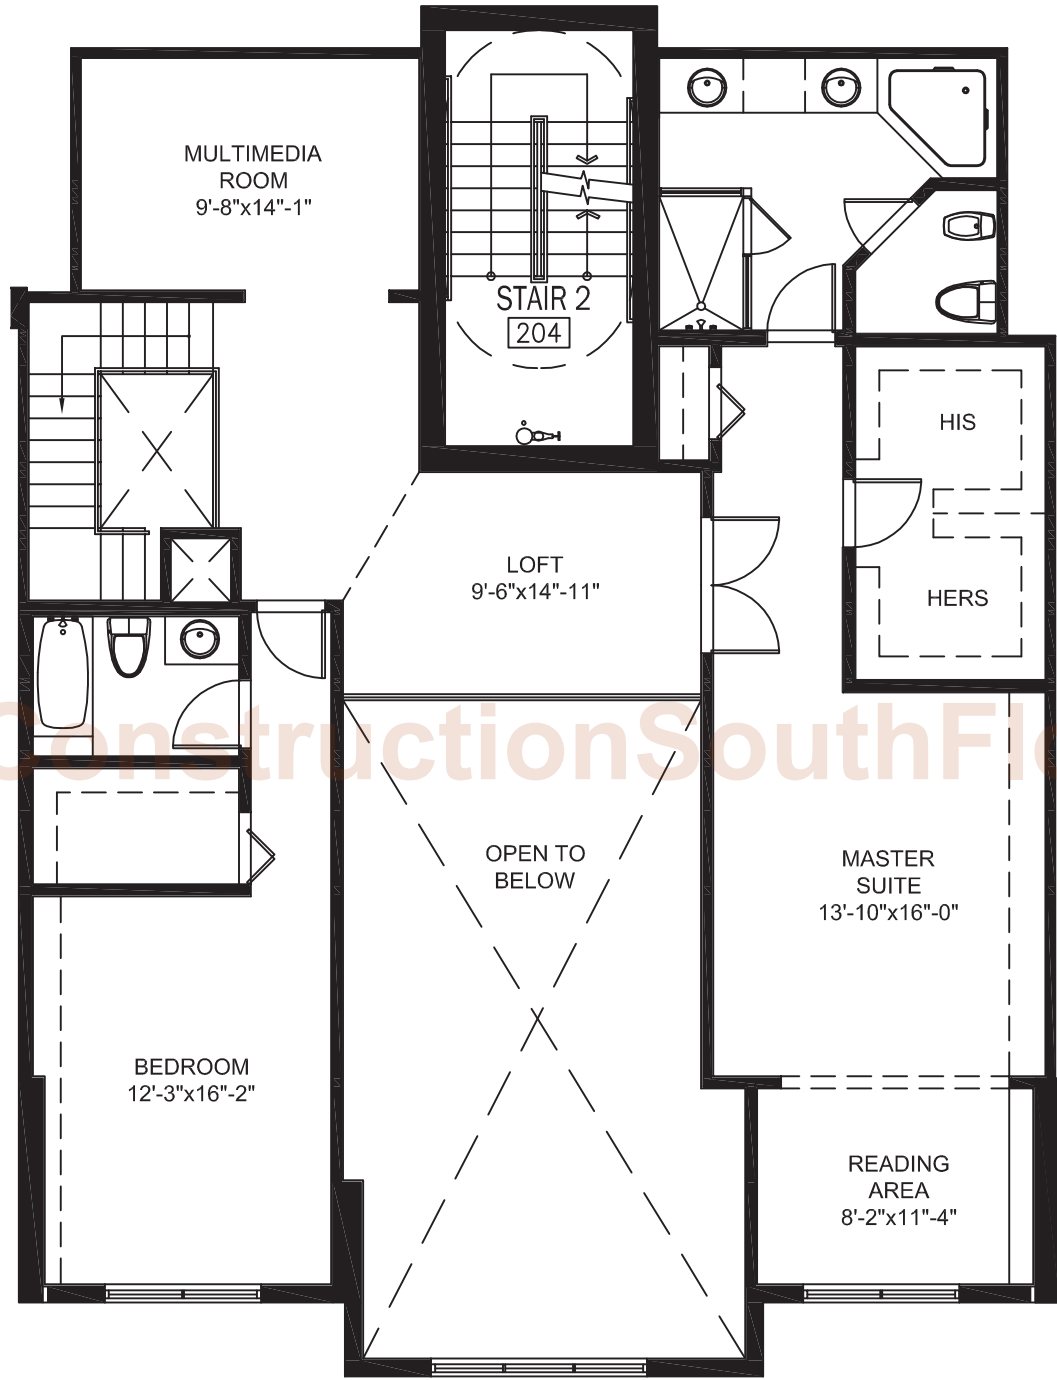 MULTIMEDIA
ROOM
9'-8"x14"-1"
STAIR 2
204
HIS
HERS
LOFT
9'-6"x14"-11"
ConstructionSouthFl
OPEN TO
BELOW
MASTER
SUITE
13'-10"x16"-0"
BEDROOM
12'-3"x16"-2"
READING
AREA
8'-2"x11"-4"